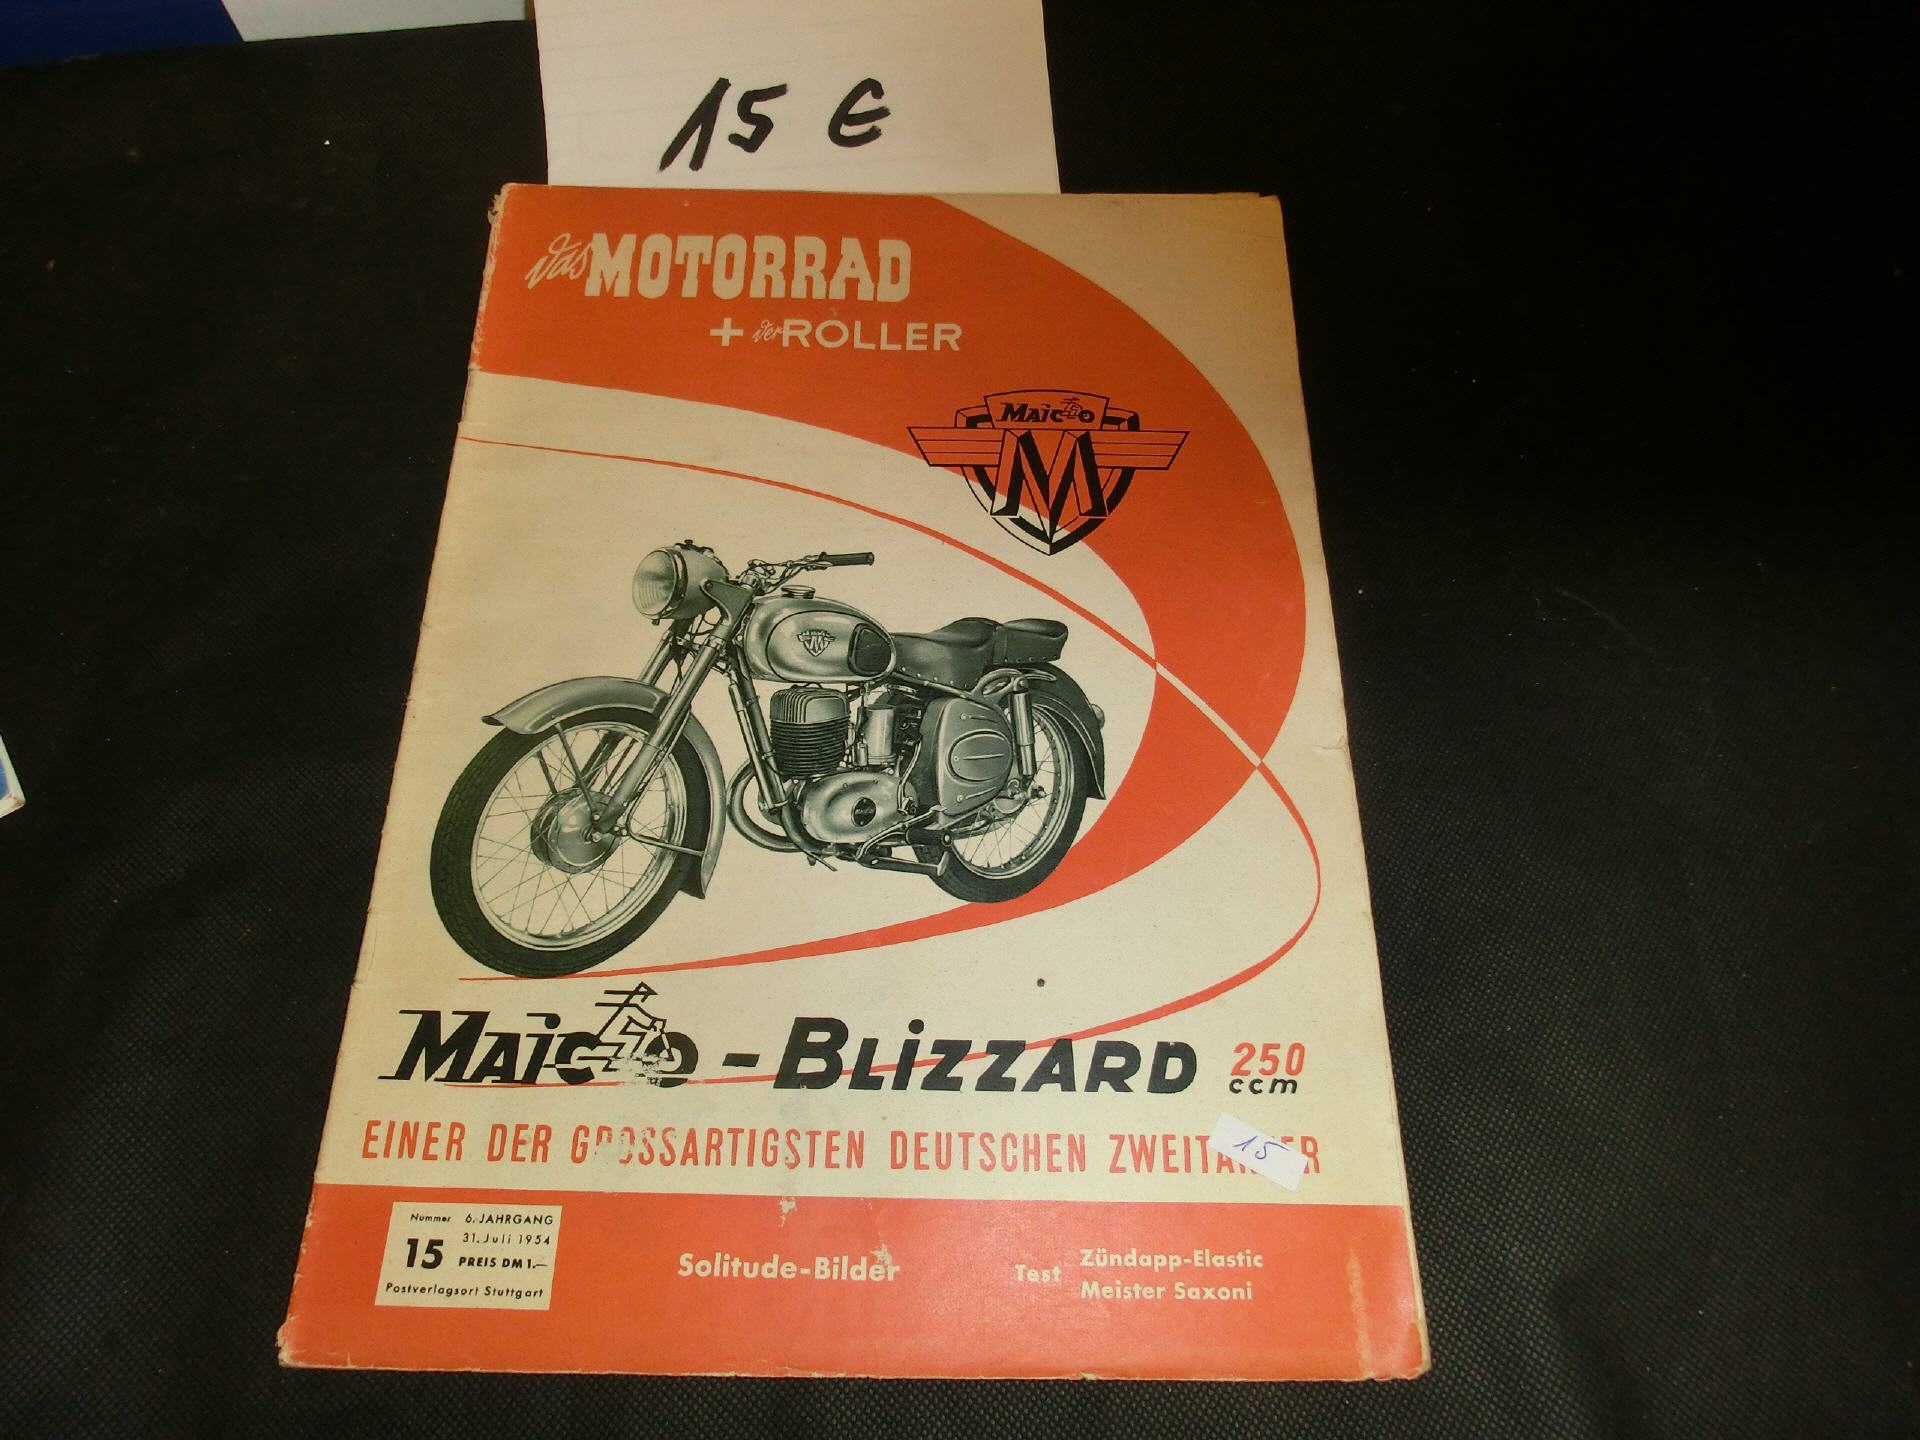 15 €
das MOTORRAD
+ der ROLLER
MAICO
M
MAICO - BLIZZARD 250
ccm
EINER DER GROSSARTIGSTEN DEUTSCHEN
15
Nummer 6. JAHRGANG
31. Juli 1954
15 PREIS DM 1.—
Postverlagsort Stuttgart
Solitude-Bilder
Test Zündapp-Elastic
Meister Saxoni